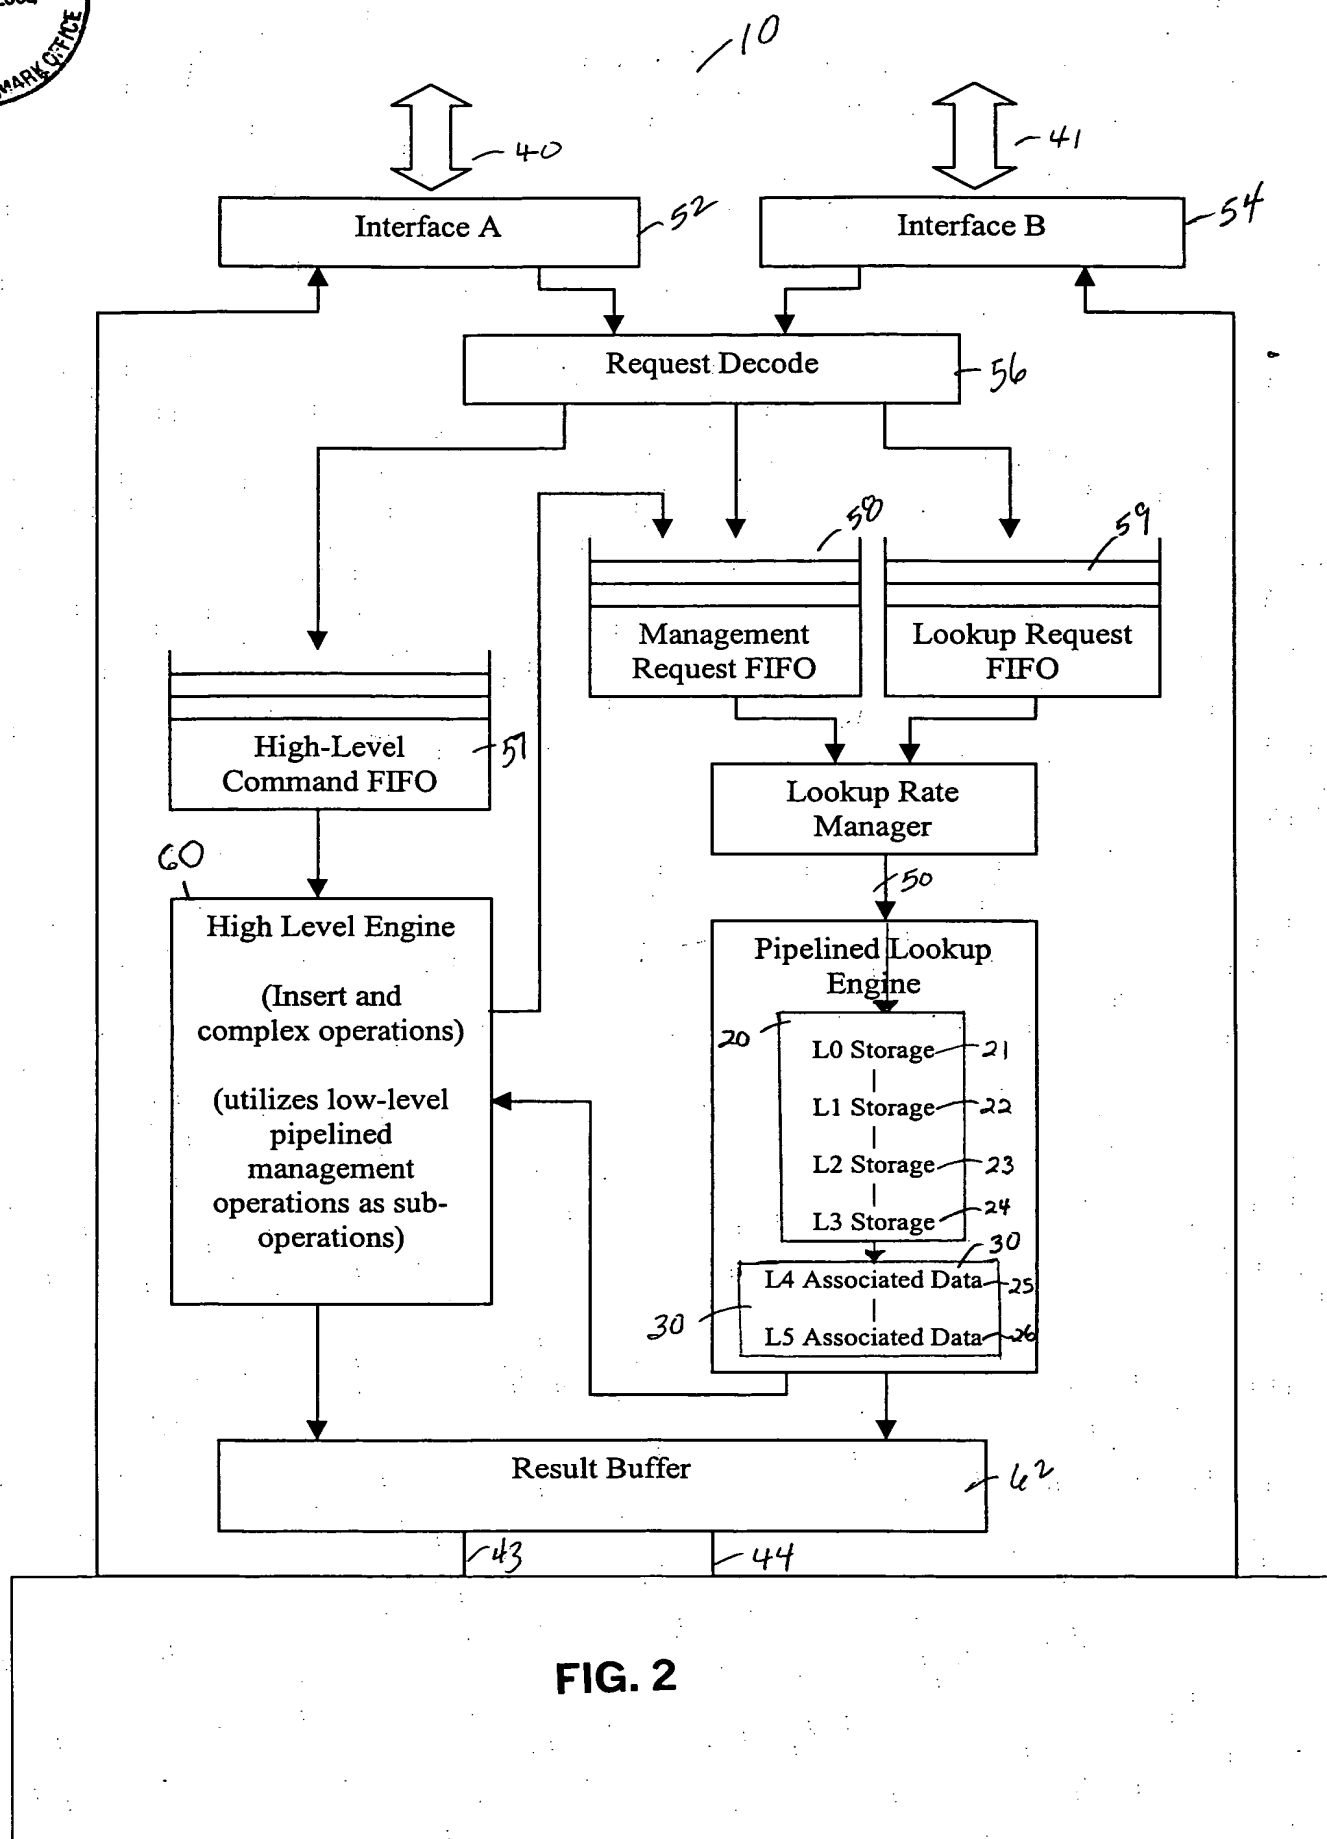 MARK OFFICE
10
40
41
Interface A
52
Interface B
54
Request Decode
56
58
59
Management
Request FIFO
Lookup Request
FIFO
High-Level
Command FIFO
57
Lookup Rate
Manager
60
50
High Level Engine
(Insert and
complex operations)
(utilizes low-level
pipelined
management
operations as sub-
operations)
Pipelined Lookup
Engine
20
L0 Storage
21
L1 Storage
22
L2 Storage
23
L3 Storage
24
30
L4 Associated Data
25
30
L5 Associated Data
26
Result Buffer
62
43
44
FIG. 2